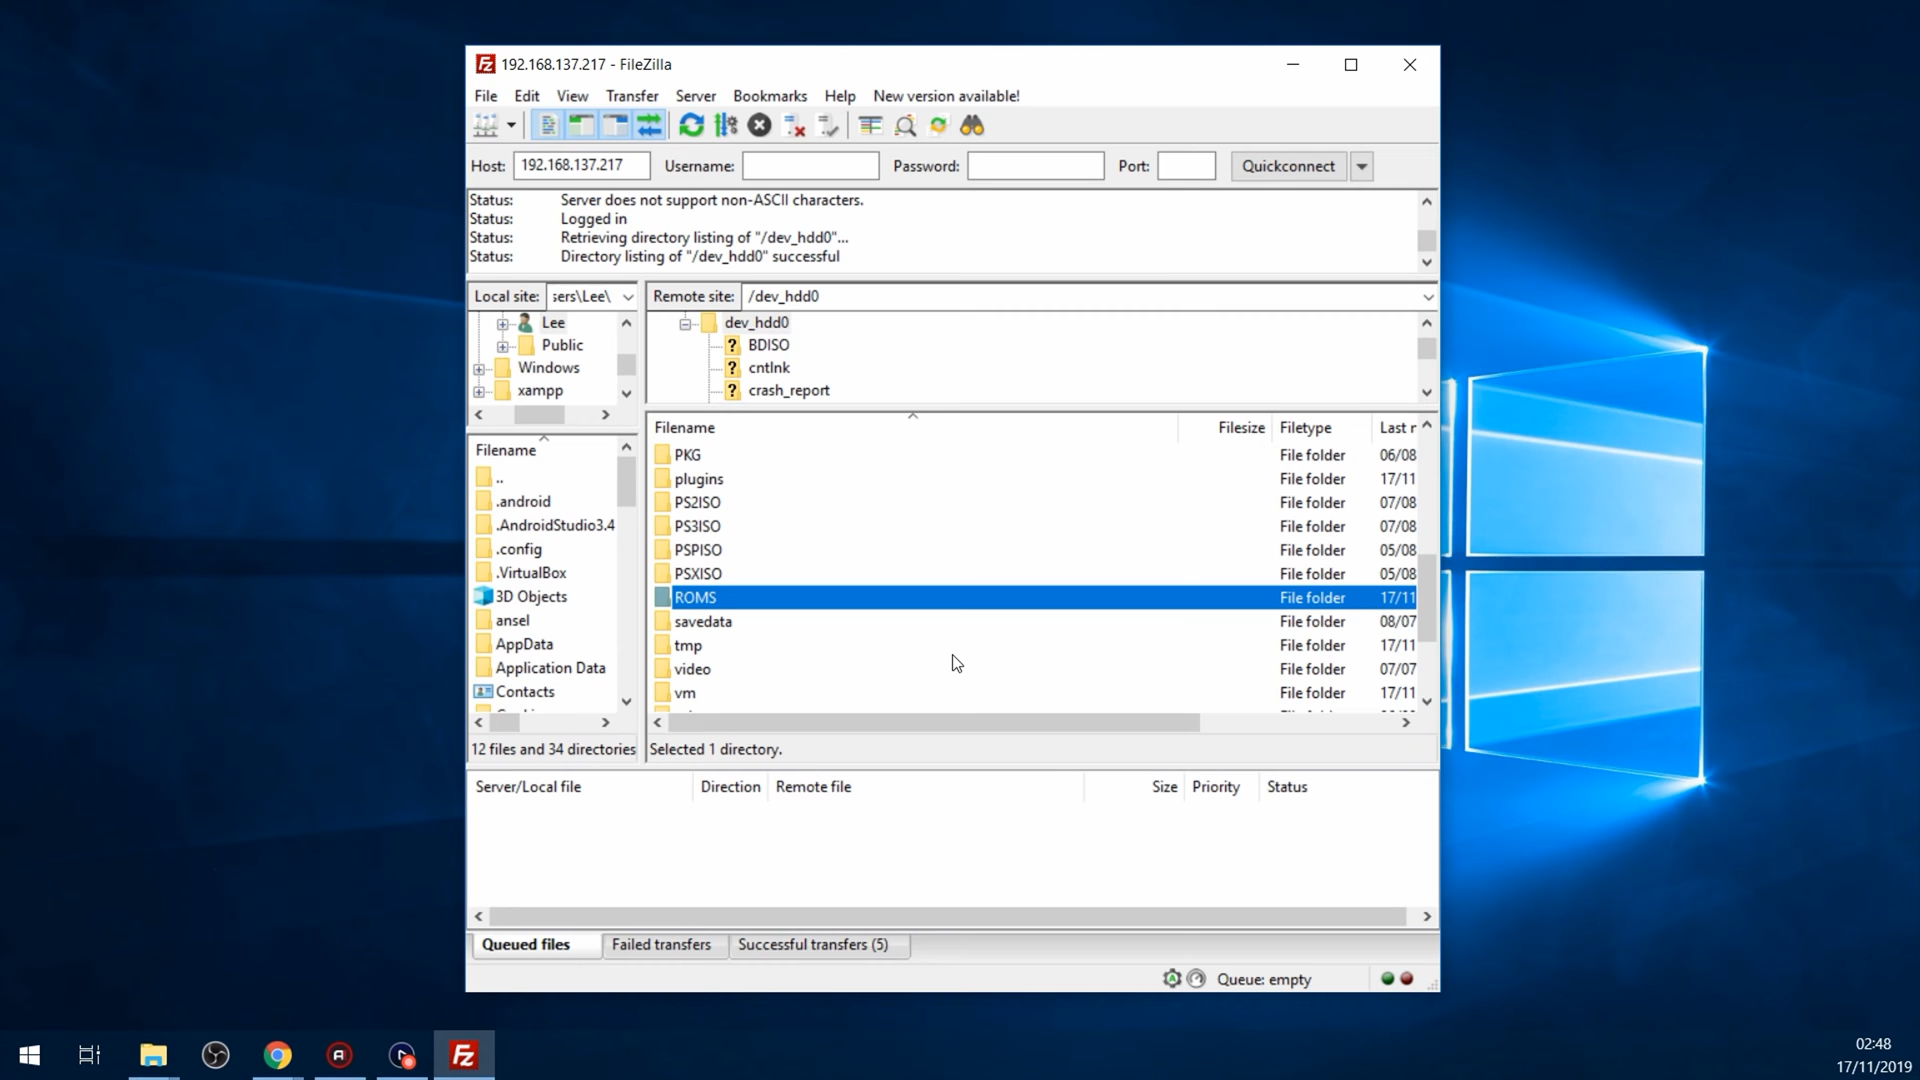 192.168.137.217 - FileZilla
File Edit View Transfer Server Bookmarks Help New version available!
Host: 192.168.137.217 Username: Password: Port: Quickconnect
Status: Server does not support non-ASCII characters.
Status: Logged in
Status: Retrieving directory listing of "/dev_hdd0"...
Status: Directory listing of "/dev_hdd0" successful
Local site: sers\Lee\
Lee
Public
Windows
xampp
Filename
..
.android
.AndroidStudio3.4
.config
.VirtualBox
3D Objects
ansel
AppData
Application Data
Contacts
12 files and 34 directories
Remote site: /dev_hdd0
dev_hdd0
? BDISO
? cntlnk
? crash_report
Filename Filesize Filetype Last r
PKG File folder 06/08
plugins File folder 17/11
PS2ISO File folder 07/08
PS3ISO File folder 07/08
PSPISO File folder 05/08
PSXISO File folder 05/08
ROMS File folder 17/11
savedata File folder 08/07
tmp File folder 17/11
video File folder 07/07
vm File folder 17/11
Selected 1 directory.
Server/Local file Direction Remote file Size Priority Status
Queued files Failed transfers Successful transfers (5)
Queue: empty
02:48
17/11/2019